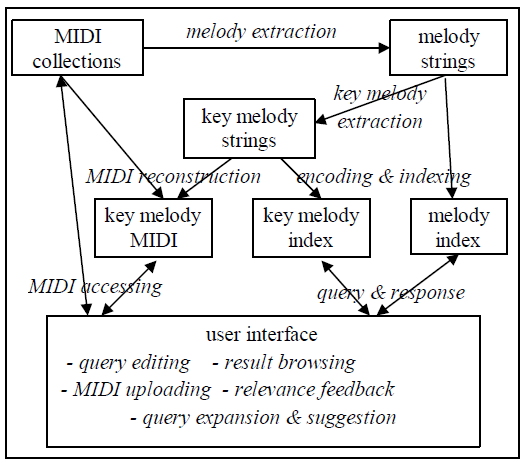 MIDI
collections
melody extraction
melody
strings
key melody
extraction
key melody
strings
MIDI reconstruction
encoding & indexing
key melody
MIDI
key melody
index
melody
index
MIDI accessing
query & response
user interface
- query editing - result browsing
- MIDI uploading - relevance feedback
- query expansion & suggestion